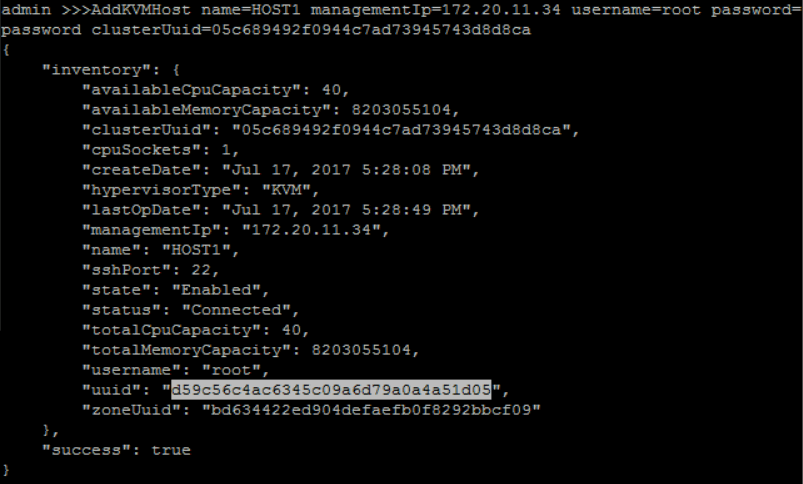 admin >>>AddKVMHost name=HOST1 managementIp=172.20.11.34 username=root password=
password clusterUuid=05c689492f0944c7ad73945743d8d8ca
{
    "inventory": {
        "availableCpuCapacity": 40,
        "availableMemoryCapacity": 8203055104,
        "clusterUuid": "05c689492f0944c7ad73945743d8d8ca",
        "cpuSockets": 1,
        "createDate": "Jul 17, 2017 5:28:08 PM",
        "hypervisorType": "KVM",
        "lastOpDate": "Jul 17, 2017 5:28:49 PM",
        "managementIp": "172.20.11.34",
        "name": "HOST1",
        "sshPort": 22,
        "state": "Enabled",
        "status": "Connected",
        "totalCpuCapacity": 40,
        "totalMemoryCapacity": 8203055104,
        "username": "root",
        "uuid": "d59c56c4ac6345c09a6d79a0a4a51d05",
        "zoneUuid": "bd634422ed904defaefb0f8292bbcf09"
    },
    "success": true
}